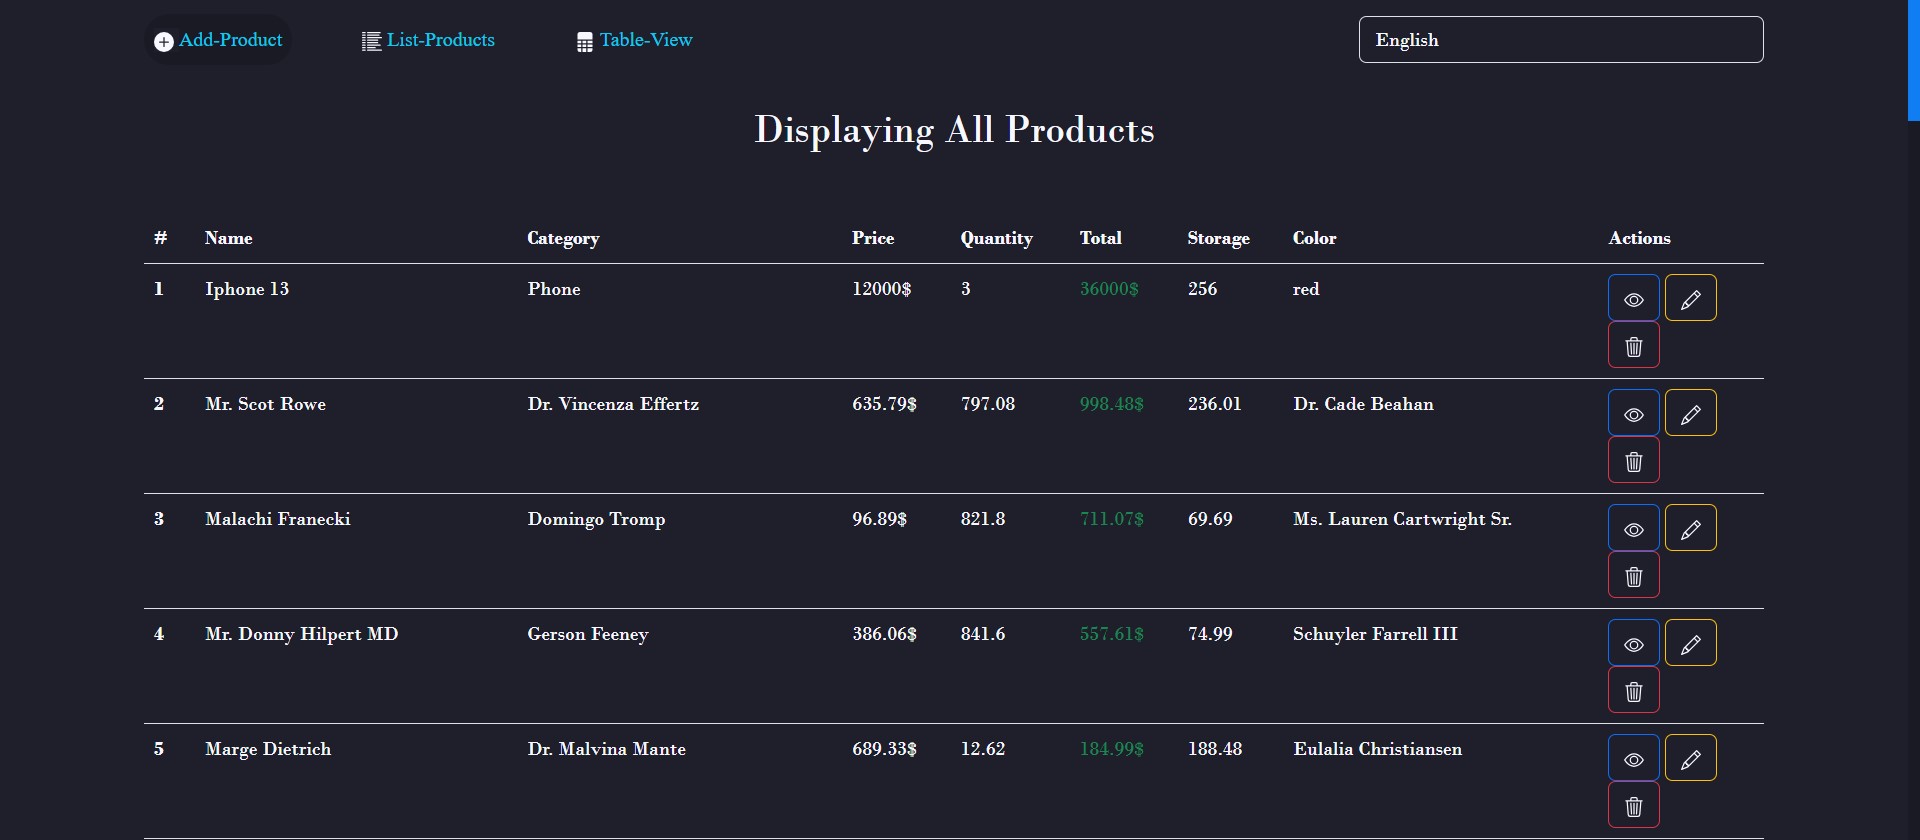 Add-Product List-Products Table-View English
Displaying All Products
# Name Category Price Quantity Total Storage Color Actions
1 Iphone 13 Phone 12000$ 3 36000$ 256 red
2 Mr. Scot Rowe Dr. Vincenza Effertz 635.79$ 797.08 998.48$ 236.01 Dr. Cade Beahan
3 Malachi Franecki Domingo Tromp 96.89$ 821.8 711.07$ 69.69 Ms. Lauren Cartwright Sr.
4 Mr. Donny Hilpert MD Gerson Feeney 386.06$ 841.6 557.61$ 74.99 Schuyler Farrell III
5 Marge Dietrich Dr. Malvina Mante 689.33$ 12.62 184.99$ 188.48 Eulalia Christiansen